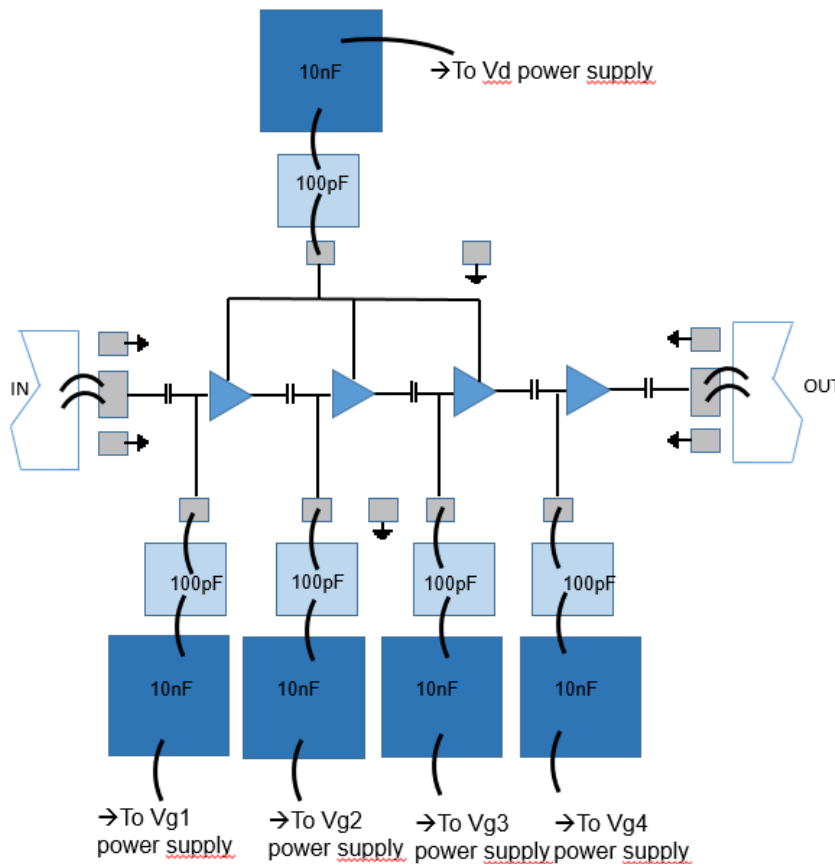 10nF
→To Vd power supply
100pF
IN
OUT
100pF
100pF
100pF
100pF
10nF
10nF
10nF
10nF
→To Vg1
power supply
→To Vg2
power supply
→To Vg3
power supply
→To Vg4
power supply